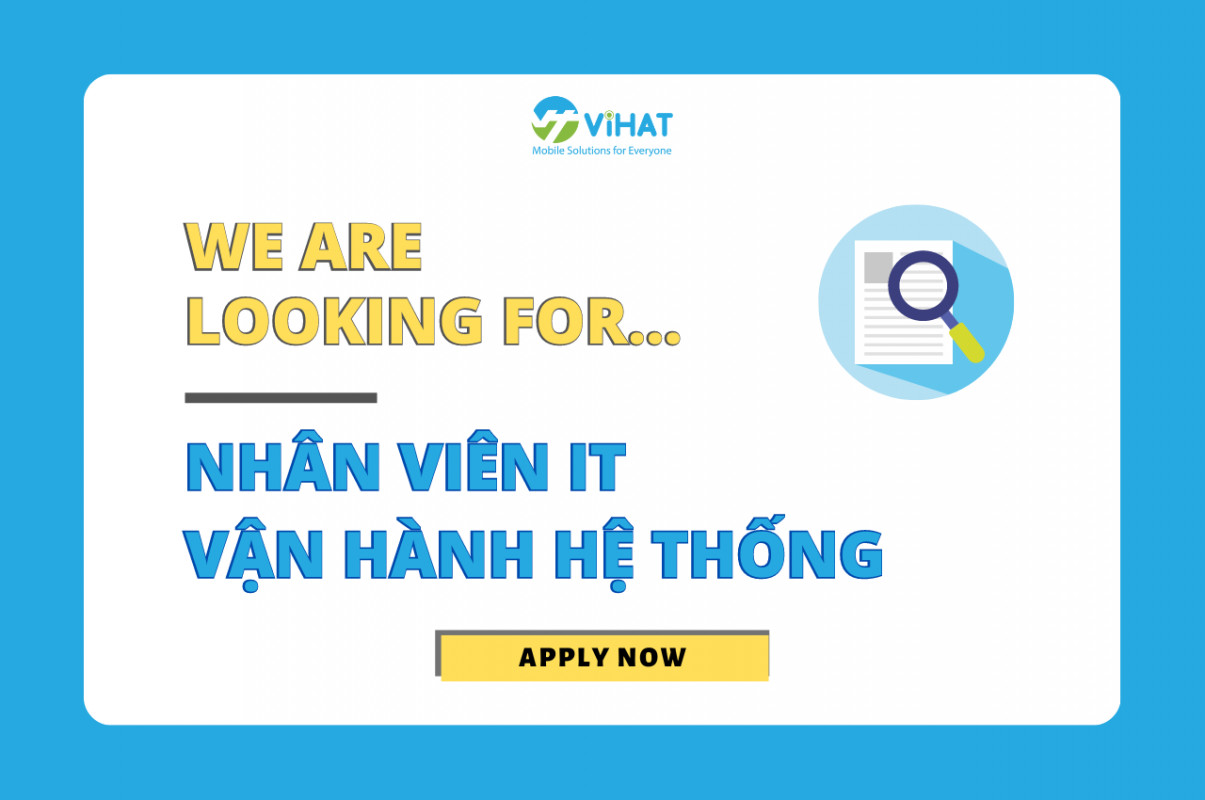 ViHAT
Mobile Solutions for Everyone
WE ARE
LOOKING FOR...
NHÂN VIÊN IT
VẬN HÀNH HỆ THỐNG
APPLY NOW